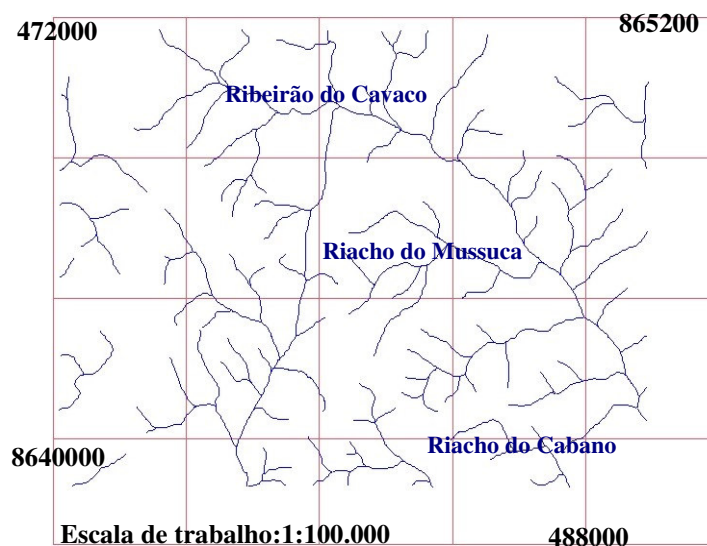 472000
865200
Ribeirão do Cavaco
Riacho do Mussuca
Riacho do Cabano
8640000
Escala de trabalho:1:100.000
488000